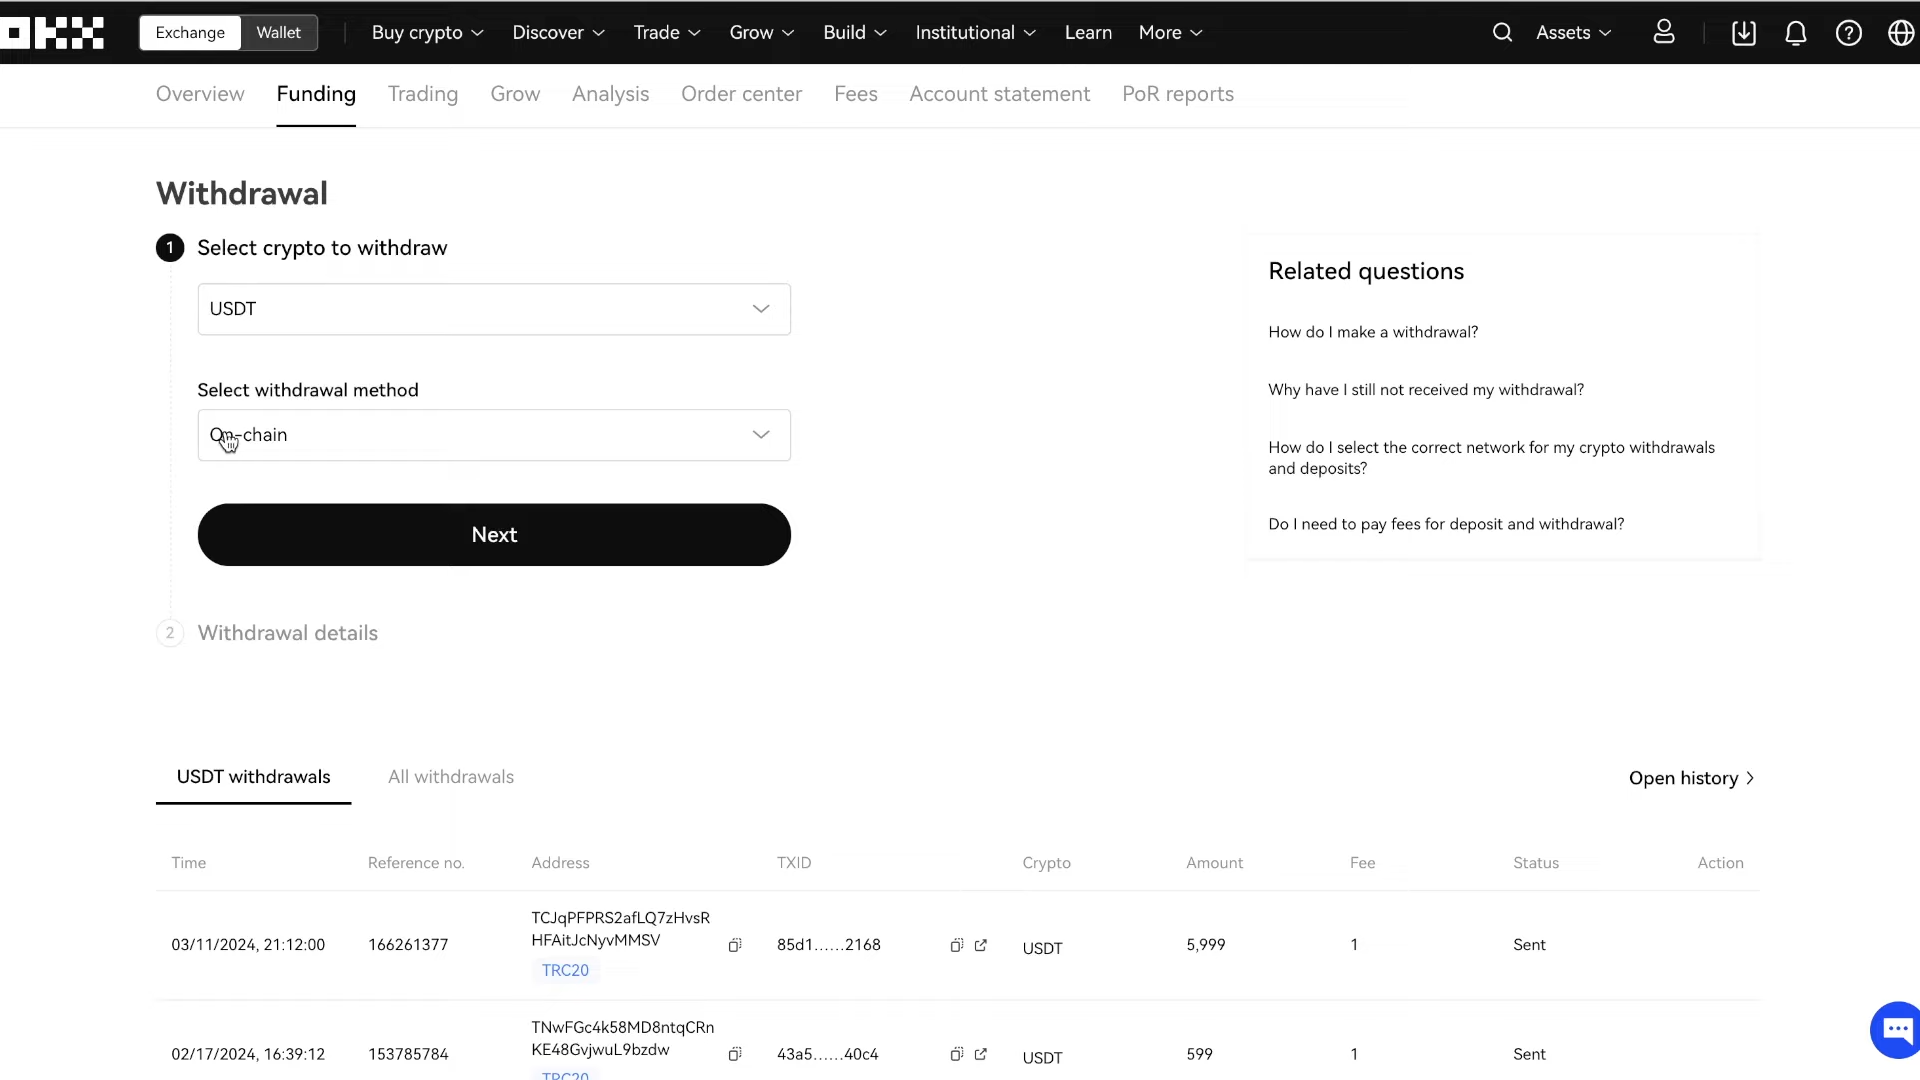 OKX
Exchange Wallet Buy crypto Discover Trade Grow Build Institutional Learn More Assets
Overview Funding Trading Grow Analysis Order center Fees Account statement PoR reports
Withdrawal
1 Select crypto to withdraw
USDT
Select withdrawal method
On-chain
Next
2 Withdrawal details
Related questions
How do I make a withdrawal?
Why have I still not received my withdrawal?
How do I select the correct network for my crypto withdrawals
and deposits?
Do I need to pay fees for deposit and withdrawal?
USDT withdrawals All withdrawals Open history
Time Reference no. Address TXID Crypto Amount Fee Status Action
03/11/2024, 21:12:00 166261377 TCJqPFPRS2afLQ7zHvsR
HFAitJcNyvMMSV 85d1......2168 USDT 5,999 1 Sent
TRC20
02/17/2024, 16:39:12 153785784 TNwFGc4k58MD8ntqCRn
KE48GvjwuL9bzdw 43a5......40c4 USDT 599 1 Sent
TRC20